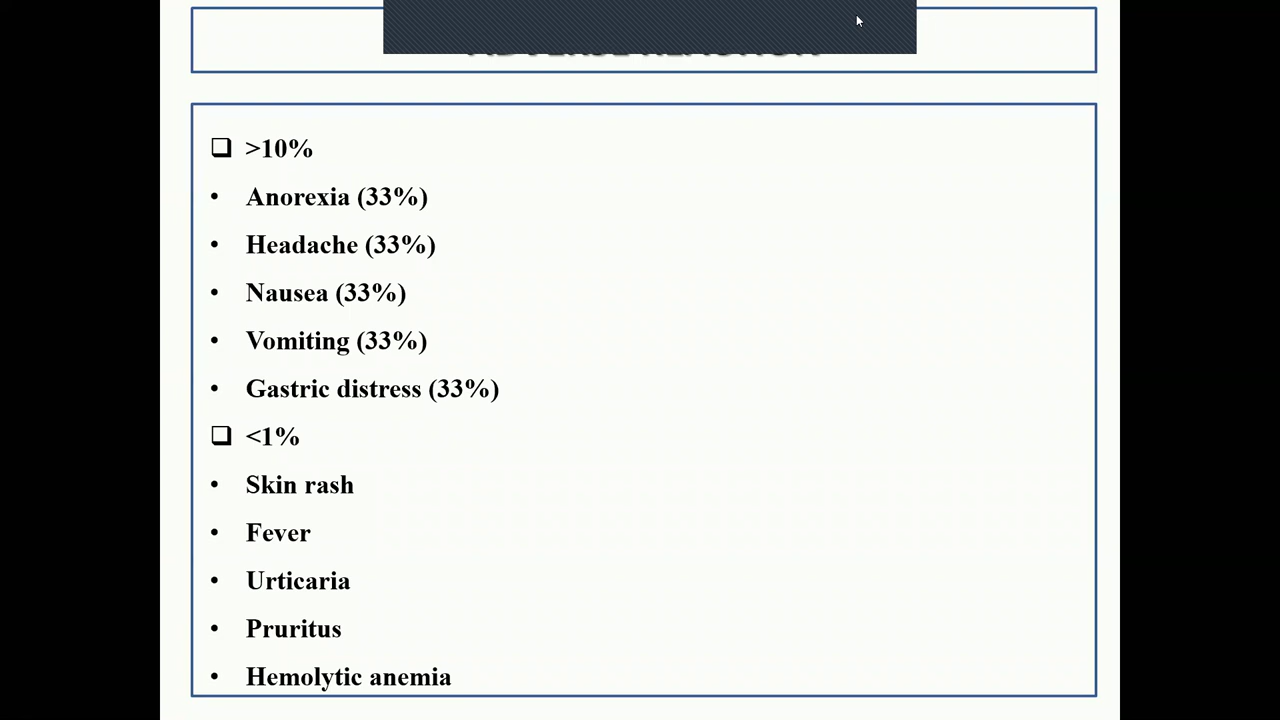 ❑ >10%
• Anorexia (33%)
• Headache (33%)
• Nausea (33%)
• Vomiting (33%)
• Gastric distress (33%)
❑ <1%
• Skin rash
• Fever
• Urticaria
• Pruritus
• Hemolytic anemia